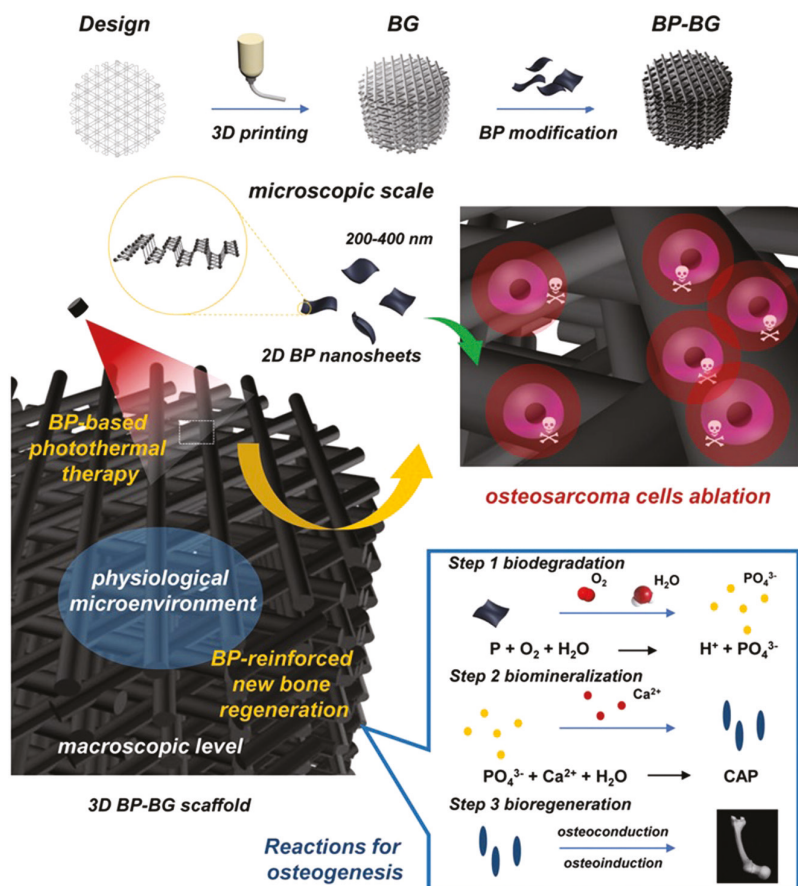 Design
BG
BP-BG
3D printing
BP modification
microscopic scale
200-400 nm
2D BP nanosheets
BP-based
photothermal
therapy
osteosarcoma cells ablation
physiological
microenvironment
BP-reinforced
new bone
regeneration
macroscopic level
3D BP-BG scaffold
Reactions for
osteogenesis
Step 1 biodegradation
O₂
H₂O
PO₄³⁻
P + O₂ + H₂O
H⁺ + PO₄³⁻
Step 2 biomineralization
Ca²⁺
PO₄³⁻ + Ca²⁺ + H₂O
CAP
Step 3 bioregeneration
osteoconduction
osteoinduction